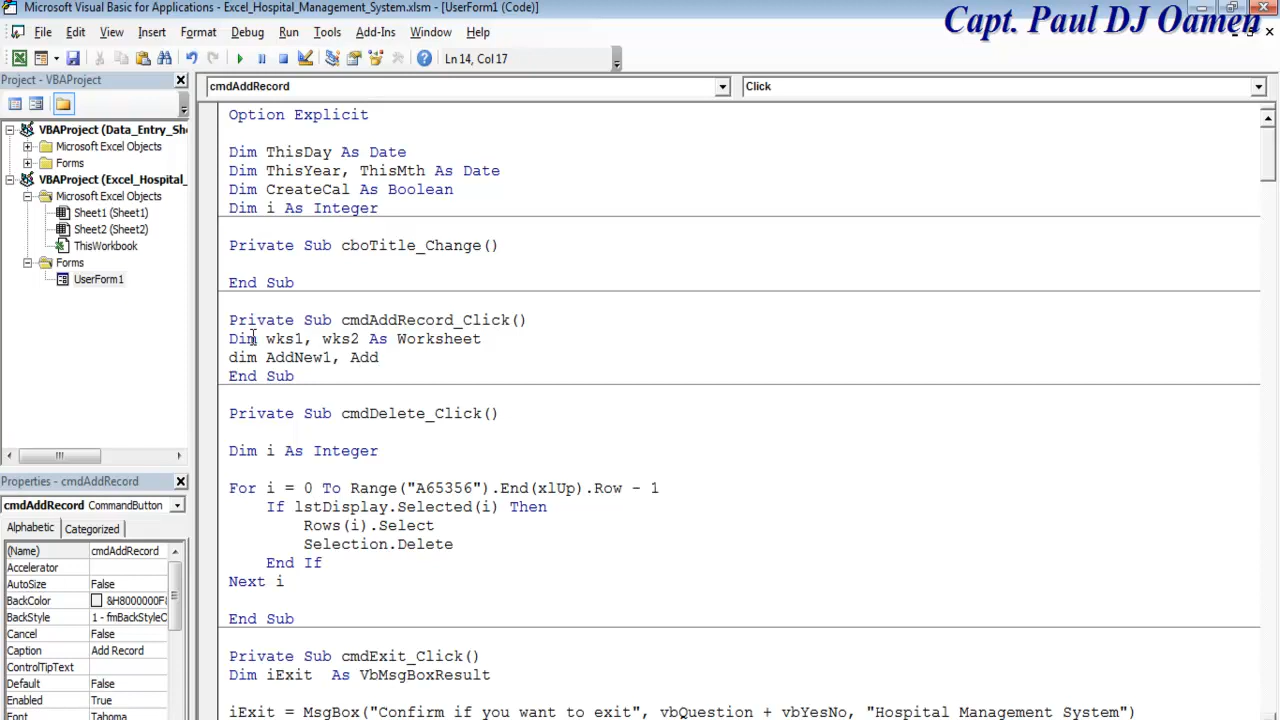 Microsoft Visual Basic for Applications - Excel_Hospital_Management_System.xlsm - [UserForm1 (Code)]
Capt. Paul DJ Oamen
File Edit View Insert Format Debug Run Tools Add-Ins Window Help
Ln 14, Col 17
Project - VBAProject
cmdAddRecord
Click
VBAProject (Data_Entry_Sh
Microsoft Excel Objects
Forms
VBAProject (Excel_Hospital_
Microsoft Excel Objects
Sheet1 (Sheet1)
Sheet2 (Sheet2)
ThisWorkbook
Forms
UserForm1
Properties - cmdAddRecord
cmdAddRecord CommandButton
Alphabetic Categorized
(Name) cmdAddRecord
Accelerator
AutoSize False
BackColor &H8000000F&
BackStyle 1 - fmBackStyleO
Cancel False
Caption Add Record
ControlTipText
Default False
Enabled True
Font Tahoma
Option Explicit
Dim ThisDay As Date
Dim ThisYear, ThisMth As Date
Dim CreateCal As Boolean
Dim i As Integer
Private Sub cboTitle_Change()
End Sub
Private Sub cmdAddRecord_Click()
Dim wks1, wks2 As Worksheet
dim AddNew1, Add
End Sub
Private Sub cmdDelete_Click()
Dim i As Integer
For i = 0 To Range("A65356").End(xlUp).Row - 1
If lstDisplay.Selected(i) Then
Rows(i).Select
Selection.Delete
End If
Next i
End Sub
Private Sub cmdExit_Click()
Dim iExit As VbMsgBoxResult
iExit = MsgBox("Confirm if you want to exit", vbQuestion + vbYesNo, "Hospital Management System")